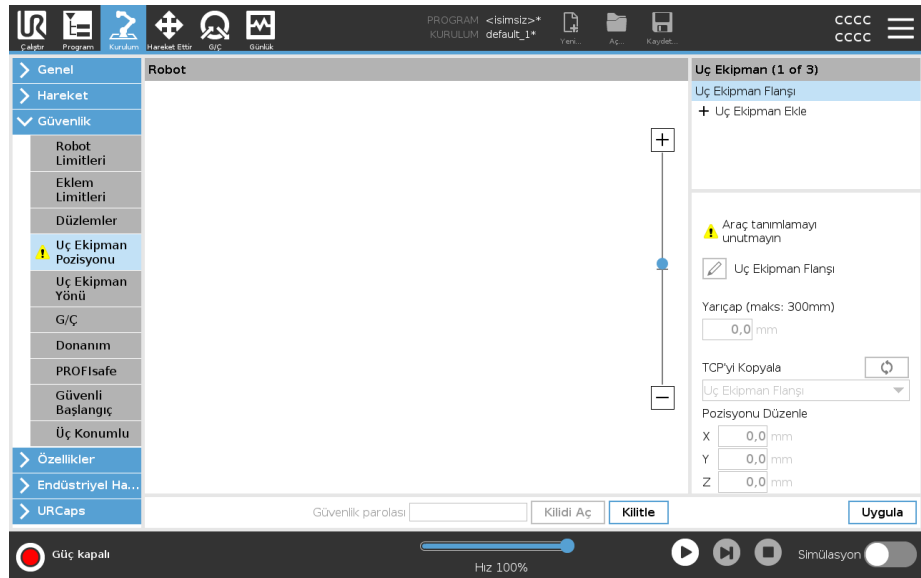 PROGRAM <isimsiz>*
KURULUM default_1*
Çalıştır Program Kurulum Hareket Ettir G/Ç Günlük
Yeni... Aç... Kaydet...
CCCC
CCCC
Genel
Hareket
Güvenlik
Robot
Limitleri
Eklem
Limitleri
Düzlemler
Uç Ekipman
Pozisyonu
Uç Ekipman
Yönü
G/Ç
Donanım
PROFIsafe
Güvenli
Başlangıç
Üç Konumlu
Özellikler
Endüstriyel Ha...
URCaps
Robot
Uç Ekipman (1 of 3)
Uç Ekipman Flanşı
+ Uç Ekipman Ekle
Araç tanımlamayı
unutmayın
Uç Ekipman Flanşı
Yarıçap (maks: 300mm)
0,0 mm
TCP'yi Kopyala
Uç Ekipman Flanşı
Pozisyonu Düzenle
X 0,0 mm
Y 0,0 mm
Z 0,0 mm
Güvenlik parolası Kilidi Aç Kilitle Uygula
Güç kapalı
Hız 100%
Simülasyon